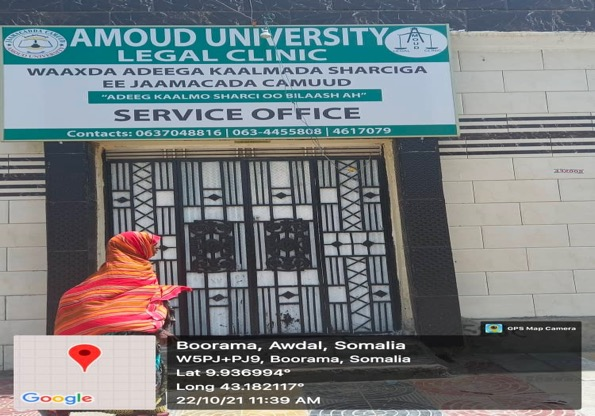 AMOUD UNIVERSITY
LEGAL CLINIC
WAAXDA ADEEGA KAALMADA SHARCIGA
EE JAAMACADA CAMUUD
“ADEEG KAALMO SHARCI OO BILAASH AH”
SERVICE OFFICE
Contacts: 0637048816 | 063-4455808 | 4617079
GPS Map Camera
Boorama, Awdal, Somalia
W5PJ+PJ9, Boorama, Somalia
Lat 9.936994°
Long 43.182117°
22/10/21 11:39 AM
Google